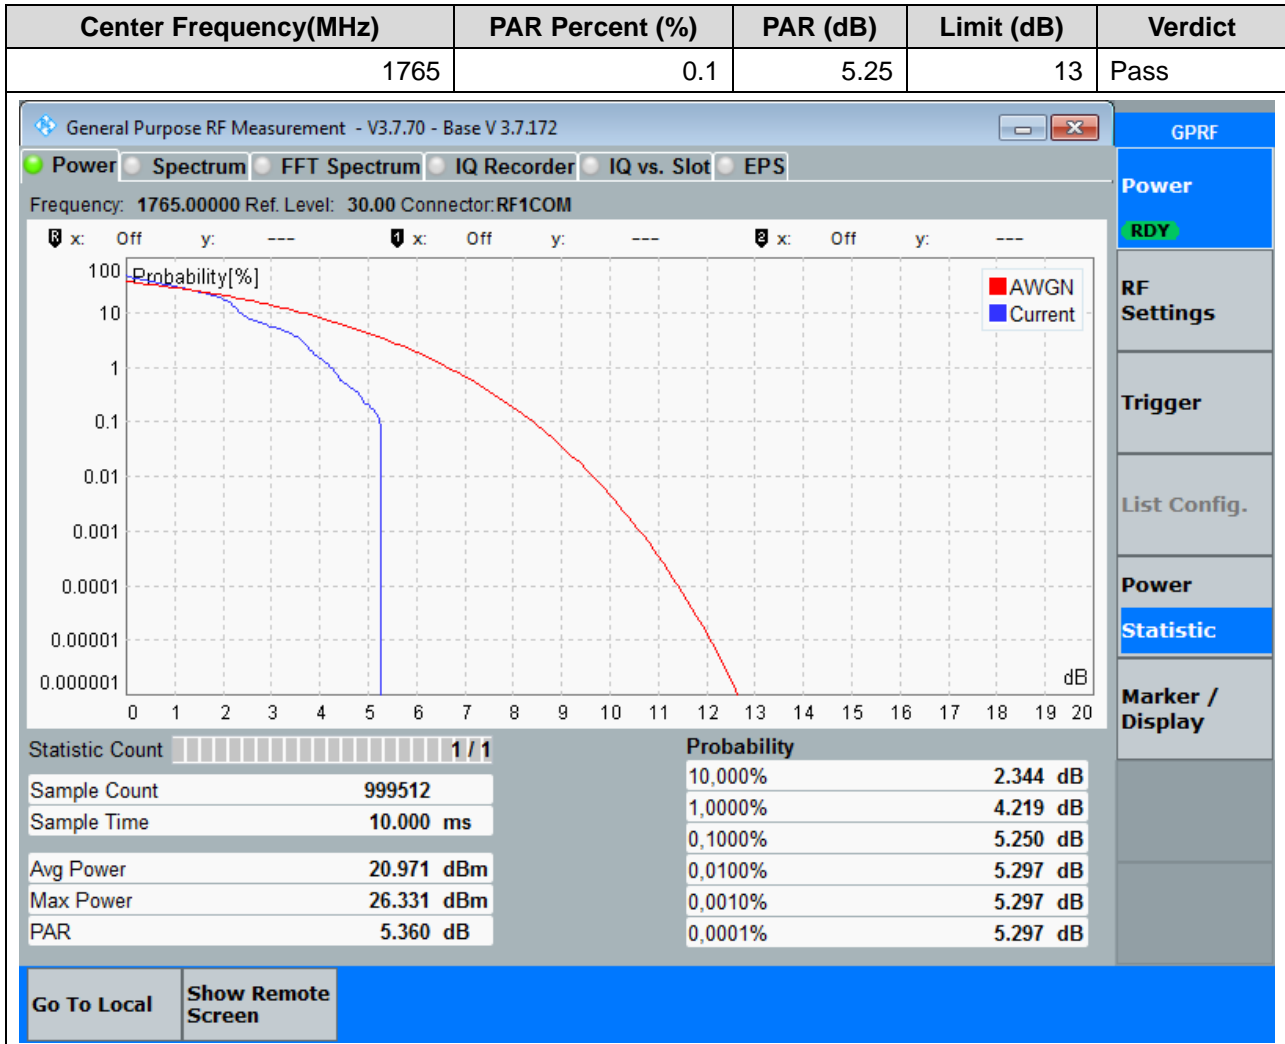 Center Frequency(MHz) PAR Percent (%) PAR (dB) Limit (dB) Verdict
1765 0.1 5.25 13 Pass
General Purpose RF Measurement - V3.7.70 - Base V 3.7.172
GPRF
Power Spectrum FFT Spectrum IQ Recorder IQ vs. Slot EPS
Frequency: 1765.00000 Ref. Level: 30.00 Connector:RF1COM
Power
RDY
R x: Off y: --- 1 x: Off y: --- 2 x: Off y: ---
Probability[%]
AWGN
Current
100
10
1
0.1
0.01
0.001
0.0001
0.00001
0.000001
dB
0 1 2 3 4 5 6 7 8 9 10 11 12 13 14 15 16 17 18 19 20
RF
Settings
Trigger
List Config.
Power
Statistic
Marker /
Display
Statistic Count 1 / 1
Sample Count 999512
Sample Time 10.000 ms
Avg Power 20.971 dBm
Max Power 26.331 dBm
PAR 5.360 dB
Probability
10,000% 2.344 dB
1,0000% 4.219 dB
0,1000% 5.250 dB
0,0100% 5.297 dB
0,0010% 5.297 dB
0,0001% 5.297 dB
Go To Local
Show Remote
Screen